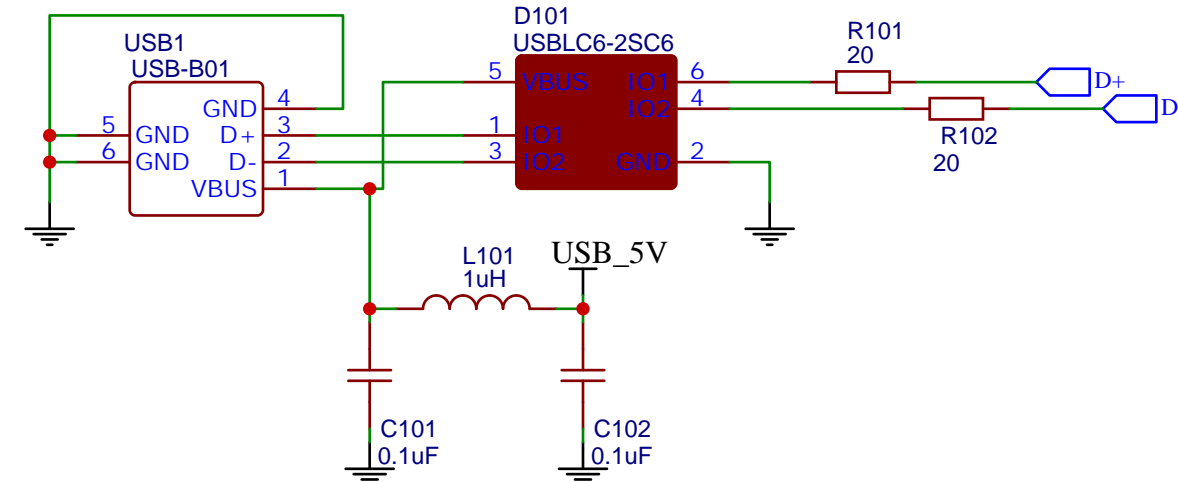 USB1
USB-B01
GND 4
5 GND D+ 3
6 GND D- 2
VBUS 1
D101
USBLC6-2SC6
5 VBUS IO1 6
IO2 4
1 IO1
3 IO2 GND 2
R101
20
D+
D
R102
20
L101
1uH
USB_5V
C101
0.1uF
C102
0.1uF